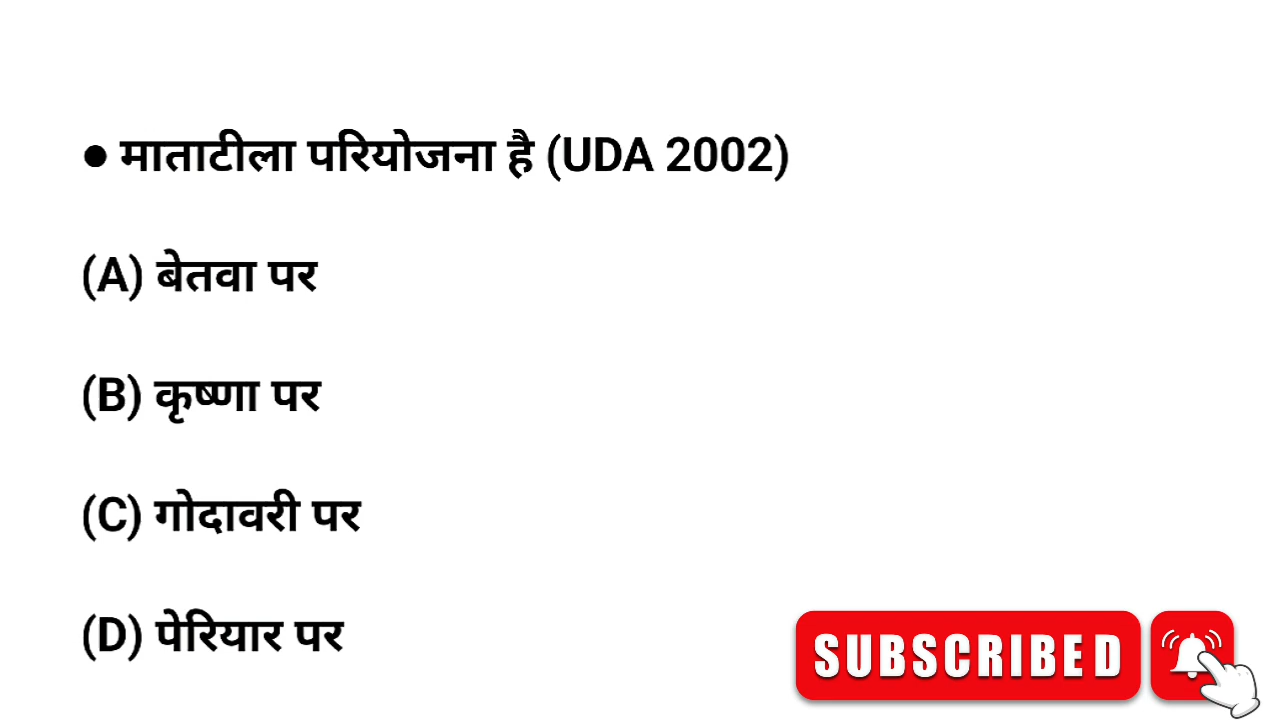 ● माताटीला परियोजना है (UDA 2002)
(A) बेतवा पर
(B) कृष्णा पर
(C) गोदावरी पर
(D) पेरियार पर
SUBSCRIBED